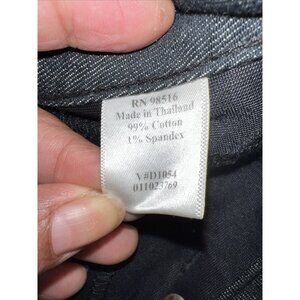 RN 98516
Made in Thailand
99% Cotton
1% Spandex
V#D1054
011023769